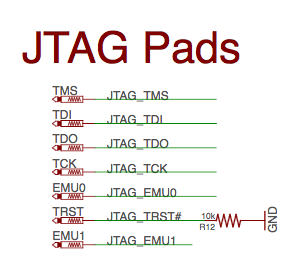 JTAG Pads
TMS JTAG_TMS
TDI JTAG_TDI
TDO JTAG_TDO
TCK JTAG_TCK
EMU0 JTAG_EMU0
TRST JTAG_TRST# 10k GND
R12
EMU1 JTAG_EMU1